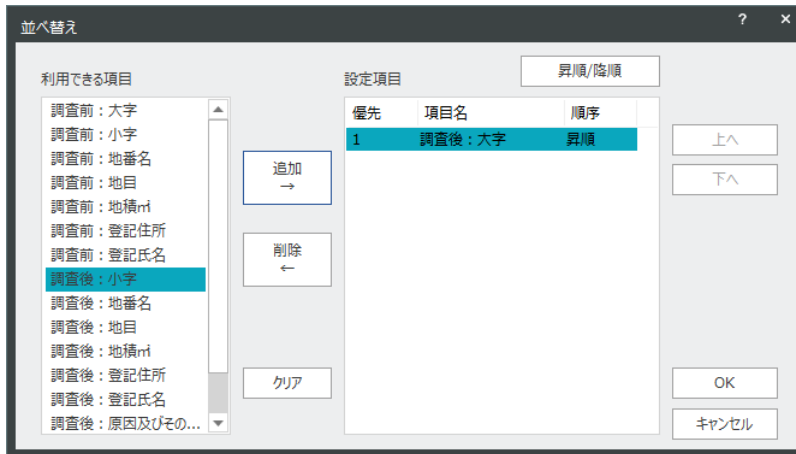 並べ替え
? ×
利用できる項目
調査前：大字
調査前：小字
調査前：地番名
調査前：地目
調査前：地積㎡
調査前：登記住所
調査前：登記氏名
調査後：小字
調査後：地番名
調査後：地目
調査後：地積㎡
調査後：登記住所
調査後：登記氏名
調査後：原因及びその...
追加
→
削除
←
クリア
設定項目
昇順/降順
優先 項目名 順序
1 調査後：大字 昇順
上へ
下へ
OK
キャンセル